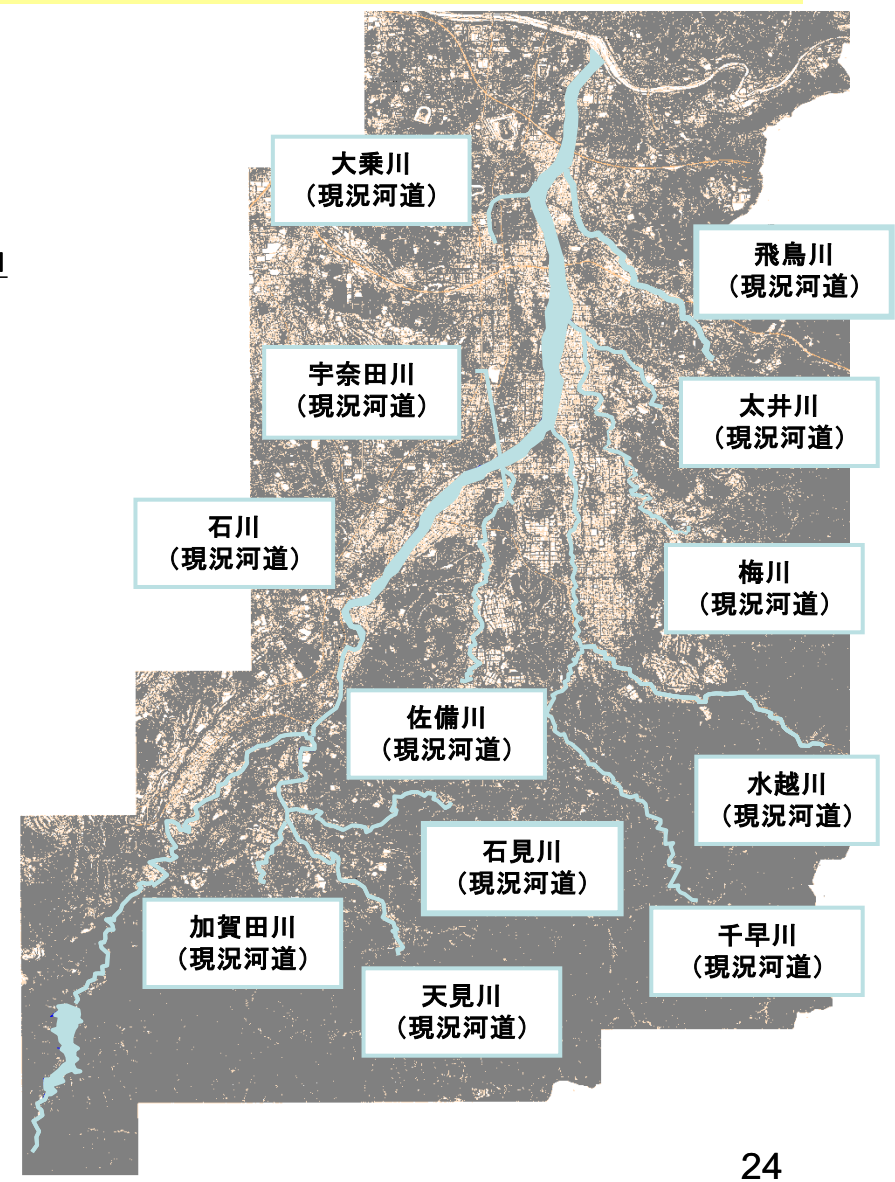 大乗川
（現況河道）
飛鳥川
（現況河道）
宇奈田川
（現況河道）
太井川
（現況河道）
石川
（現況河道）
梅川
（現況河道）
佐備川
（現況河道）
水越川
（現況河道）
石見川
（現況河道）
加賀田川
（現況河道）
千早川
（現況河道）
天見川
（現況河道）
24